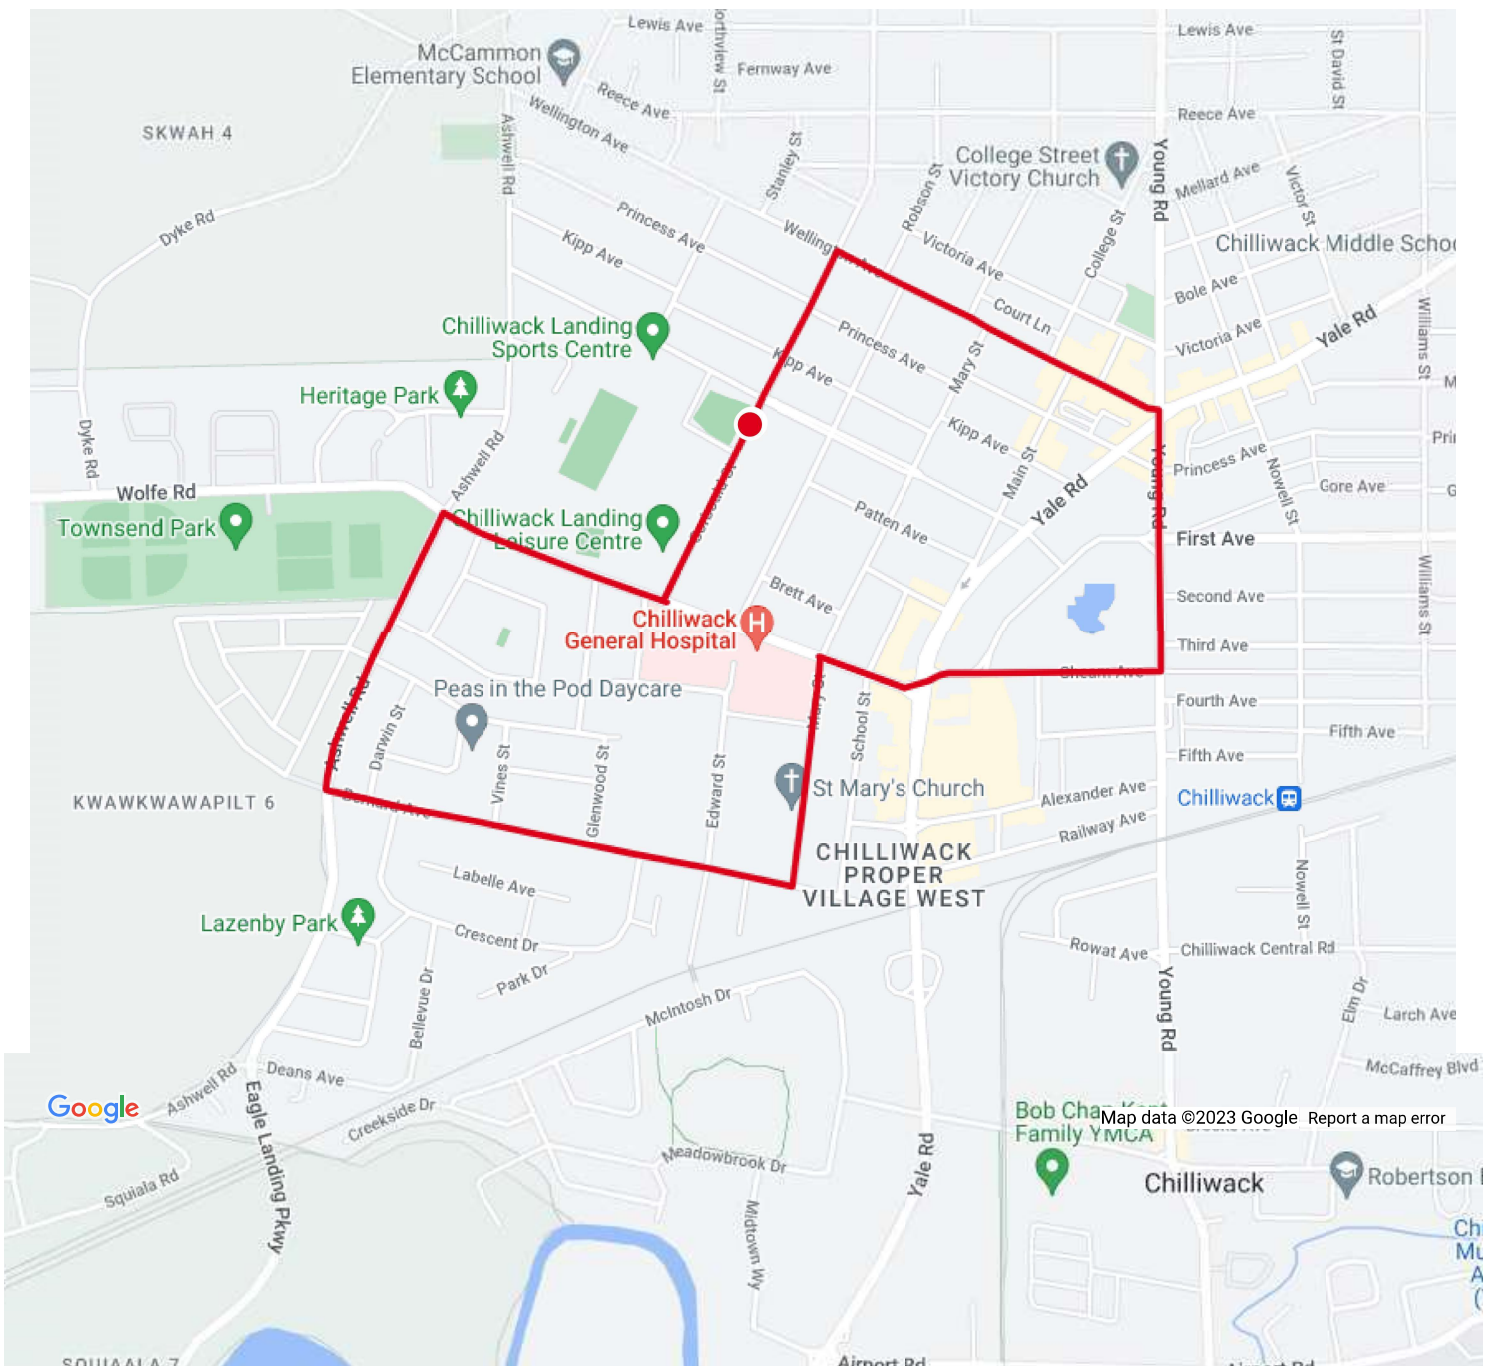 Lewis Ave
Lewis Ave
McCammon
Elementary School
Fernway Ave
St David St
Reece Ave
Reece Ave
Wellington Ave
SKWAH 4
Ashwell Rd
Stanley St
College Street
Victory Church
Young Rd
Mellard Ave
Victor St
Robson St
Dyke Rd
Princess Ave
Wellington Ave
Victoria Ave
College St
Kipp Ave
Bole Ave
Court Ln
Williams St
Chilliwack Landing
Sports Centre
Yale Rd
Victoria Ave
Princess Ave
Mary St
Kipp Ave
Heritage Park
Dyke Rd
Ashwell Rd
Kipp Ave
Main St
Princess Ave
Nowell St
Gore Ave
Wolfe Rd
Townsend Park
Chilliwack Landing
Leisure Centre
Patten Ave
Yale Rd
Young Rd
First Ave
Williams St
Brett Ave
Second Ave
Chilliwack
General Hospital
Third Ave
Cheam Ave
Peas in the Pod Daycare
Ashwell Rd
Darwin St
Mary St
School St
Fourth Ave
Fifth Ave
Fifth Ave
Vines St
Glenwood St
Edward St
St Mary's Church
Alexander Ave
Chilliwack
KWAWKWAWAPILT 6
Bernard Ave
Railway Ave
CHILLIWACK
PROPER
VILLAGE WEST
Labelle Ave
Nowell St
Lazenby Park
Crescent Dr
Rowat Ave
Chilliwack Central Rd
Park Dr
Bellevue Dr
McIntosh Dr
Young Rd
Elm Dr
Larch Ave
Ashwell Rd
Deans Ave
McCaffrey Blvd
Google
Eagle Landing Pkwy
Creekside Dr
Map data ©2023 Google Report a map error
Family YMCA
Meadowbrook Dr
Yale Rd
Squiala Rd
Midtown Wy
Chilliwack
Robertson
Airport Rd